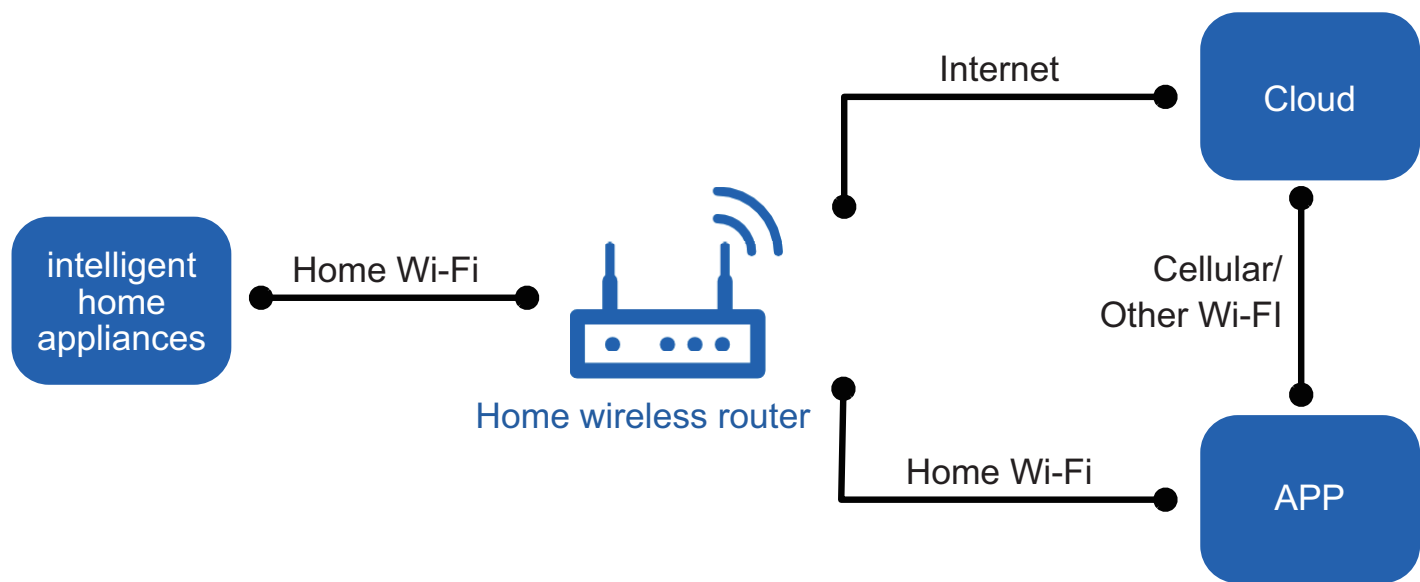 Internet
Cloud
intelligent
home
appliances
Home Wi-Fi
Cellular/
Other Wi-FI
Home wireless router
Home Wi-Fi
APP